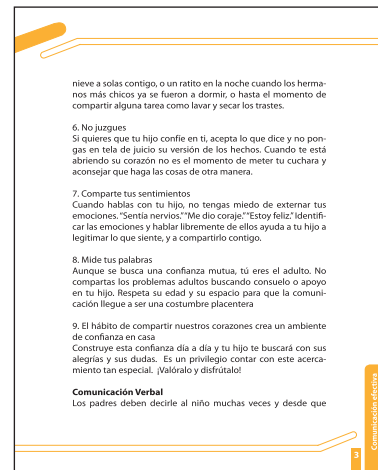 nieve a solas contigo, o un ratito en la noche cuando los herma-
nos más chicos ya se fueron a dormir, o hasta el momento de
compartir alguna tarea como lavar y secar los trastes.
6. No juzgues
Si quieres que tu hijo confíe en ti, acepta lo que dice y no pon-
gas en tela de juicio su versión de los hechos. Cuando te está
abriendo su corazón no es el momento de meter tu cuchara y
aconsejar que haga las cosas de otra manera.
7. Comparte tus sentimientos
Cuando hablas con tu hijo, no tengas miedo de externar tus
emociones. "Sentía nervios." "Me dio coraje." "Estoy feliz." Identifi-
car las emociones y hablar libremente de ellos ayuda a tu hijo a
legitimar lo que siente, y a compartirlo contigo.
8. Mide tus palabras
Aunque se busca una confianza mutua, tú eres el adulto. No
compartas los problemas adultos buscando consuelo o apoyo
en tu hijo. Respeta su edad y su espacio para que la comuni-
cación llegue a ser una costumbre placentera
9. El hábito de compartir nuestros corazones crea un ambiente
de confianza en casa
Construye esta confianza día a día y tu hijo te buscará con sus
alegrías y sus dudas. Es un privilegio contar con este acerca-
miento tan especial. ¡Valóralo y disfrútalo!
Comunicación Verbal
Los padres deben decirle al niño muchas veces y desde que
Comunicación efectiva
3